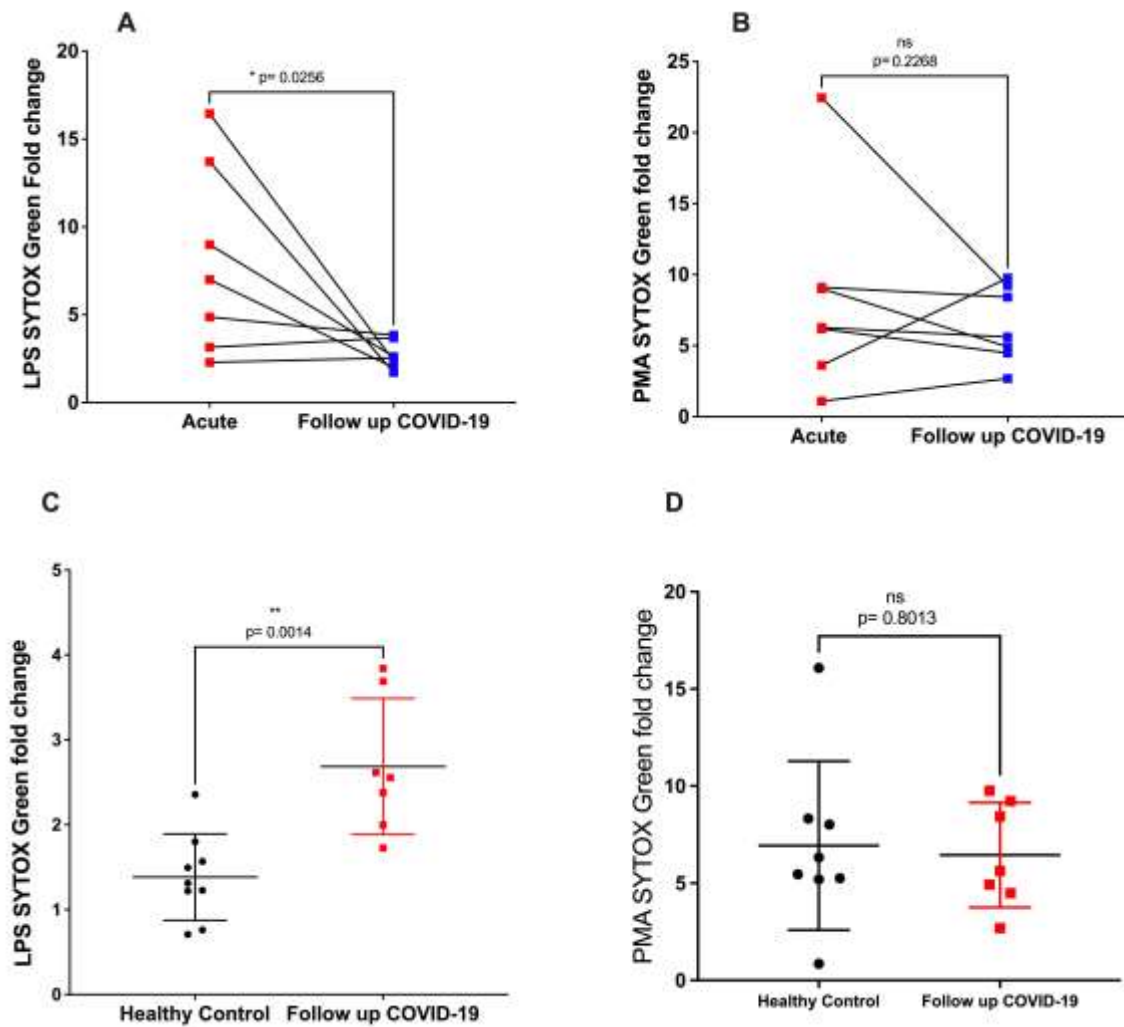 A
LPS SYTOX Green Fold change
20
15
10
5
0
* p= 0.0256
Acute
Follow up COVID-19
B
PMA SYTOX Green fold change
25
20
15
10
5
0
ns
p= 0.2268
Acute
Follow up COVID-19
C
LPS SYTOX Green fold change
5
4
3
2
1
0
**
p= 0.0014
Healthy Control
Follow up COVID-19
D
PMA SYTOX Green fold change
20
15
10
5
0
ns
p= 0.8013
Healthy Control
Follow up COVID-19